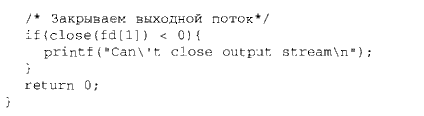 /* Закрываем выходной поток*/
if(close(fd[1]) < 0){
printf("Can\'t close output stream\n");
}
return 0;
}